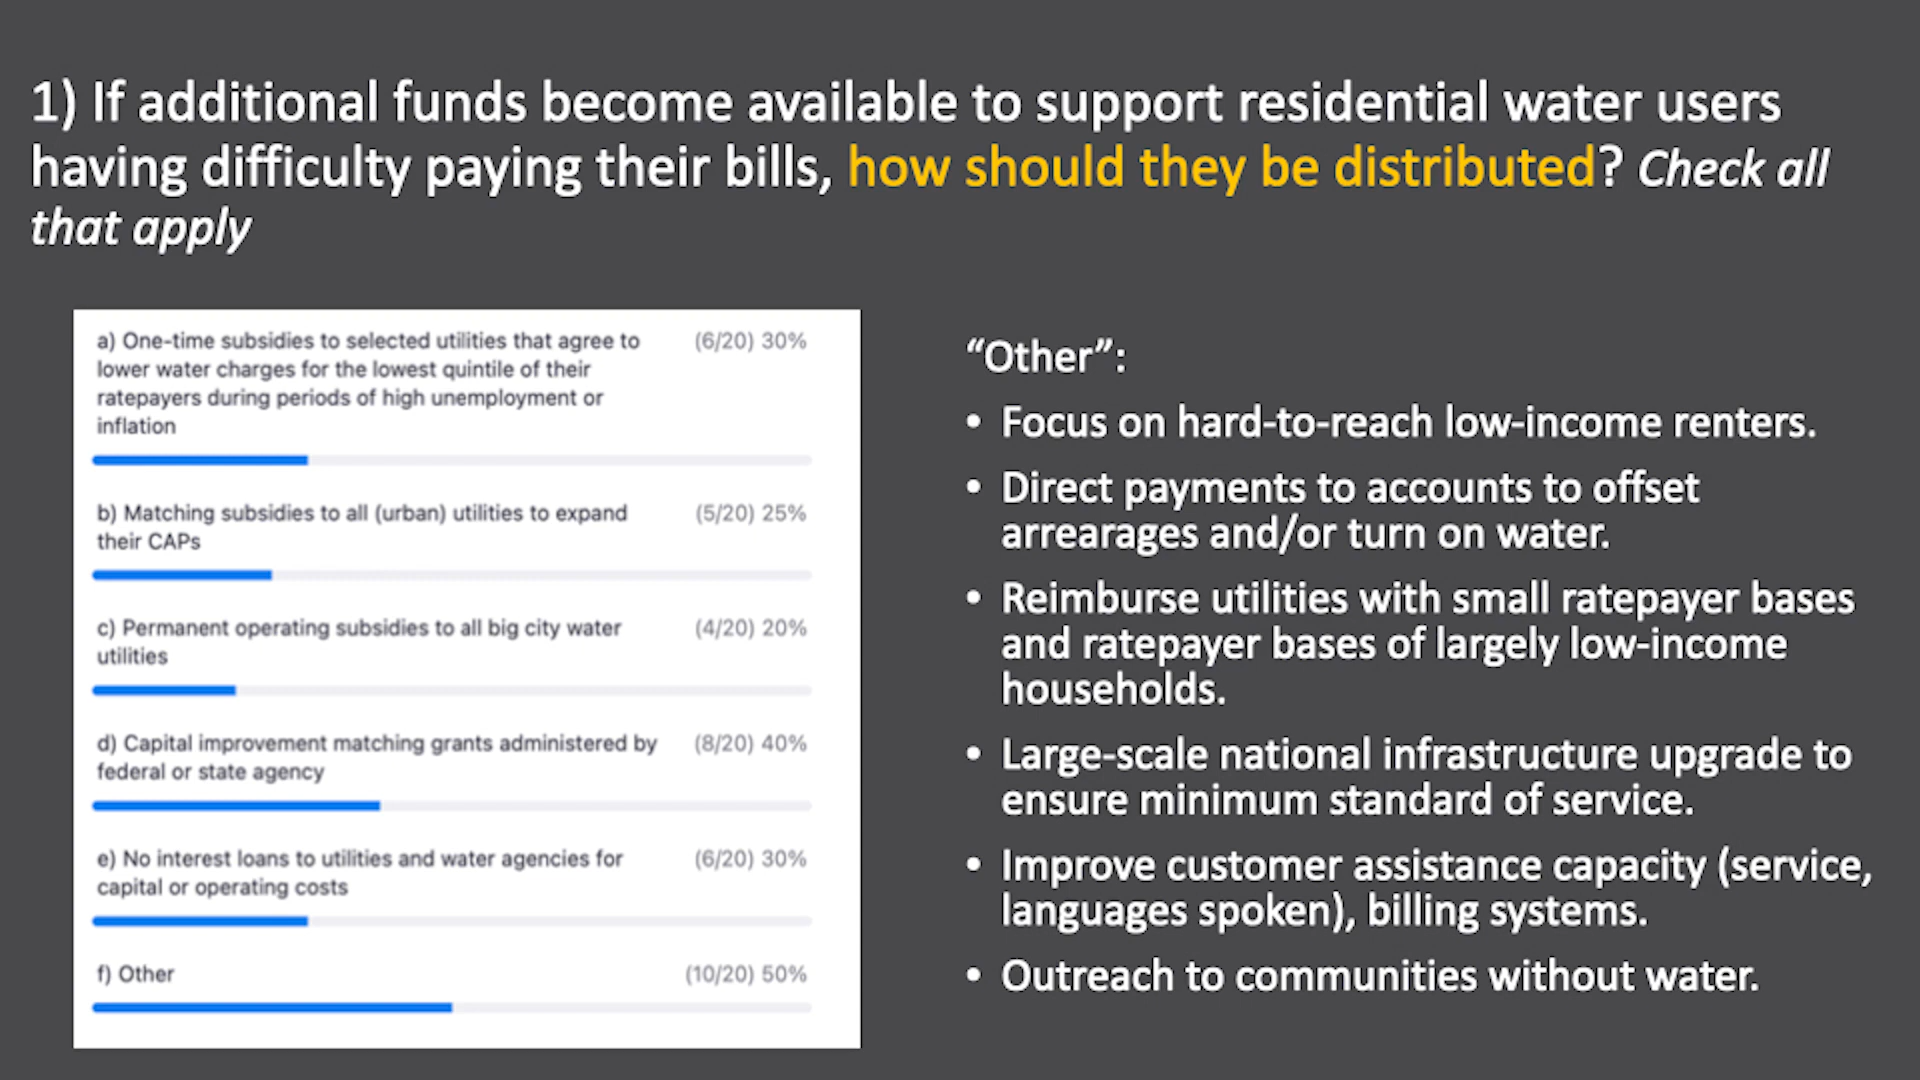 1) If additional funds become available to support residential water users
having difficulty paying their bills, how should they be distributed? Check all
that apply
a) One-time subsidies to selected utilities that agree to (6/20) 30%
lower water charges for the lowest quintile of their
ratepayers during periods of high unemployment or
inflation
b) Matching subsidies to all (urban) utilities to expand (5/20) 25%
their CAPs
c) Permanent operating subsidies to all big city water (4/20) 20%
utilities
d) Capital improvement matching grants administered by (8/20) 40%
federal or state agency
e) No interest loans to utilities and water agencies for (6/20) 30%
capital or operating costs
f) Other (10/20) 50%
“Other”:
• Focus on hard-to-reach low-income renters.
• Direct payments to accounts to offset
arrearages and/or turn on water.
• Reimburse utilities with small ratepayer bases
and ratepayer bases of largely low-income
households.
• Large-scale national infrastructure upgrade to
ensure minimum standard of service.
• Improve customer assistance capacity (service,
languages spoken), billing systems.
• Outreach to communities without water.